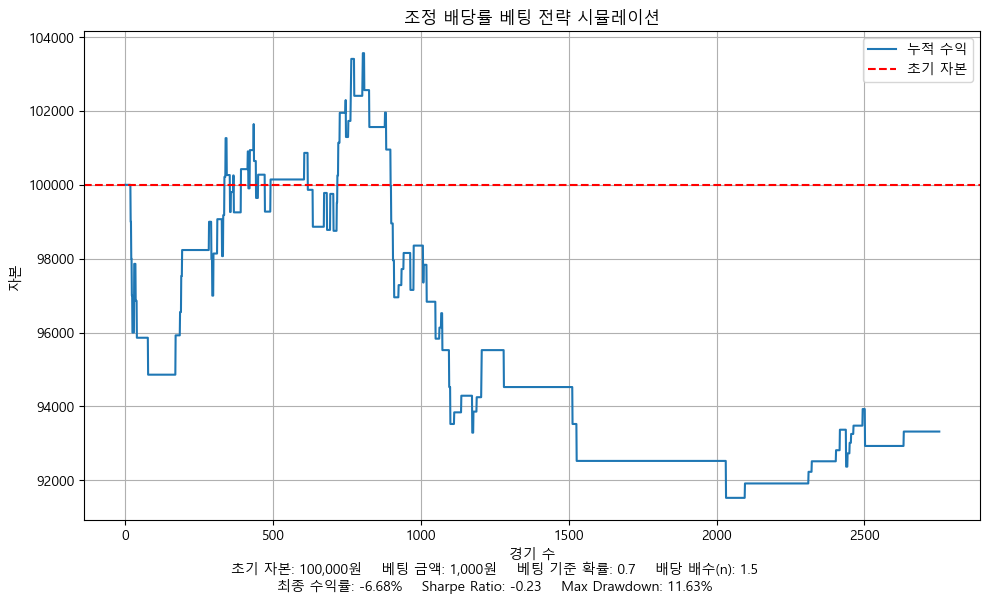 조정 배당률 베팅 전략 시뮬레이션
104000
102000
100000
98000
96000
94000
92000
자본
누적 수익
초기 자본
0
500
1000
1500
2000
2500
경기 수
초기 자본: 100,000원 베팅 금액: 1,000원 베팅 기준 확률: 0.7 배당 배수(n): 1.5
최종 수익률: -6.68% Sharpe Ratio: -0.23 Max Drawdown: 11.63%